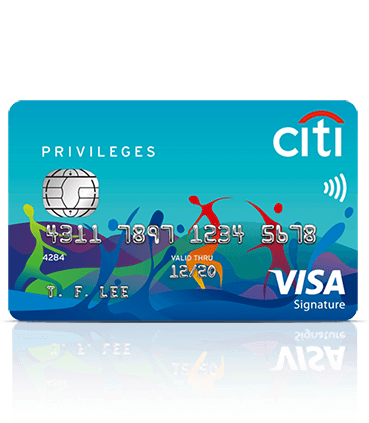 citi
PRIVILEGES
4311 7897 1234 5678
4284 VALID THRU
12/20
T. F. LEE
VISA
Signature